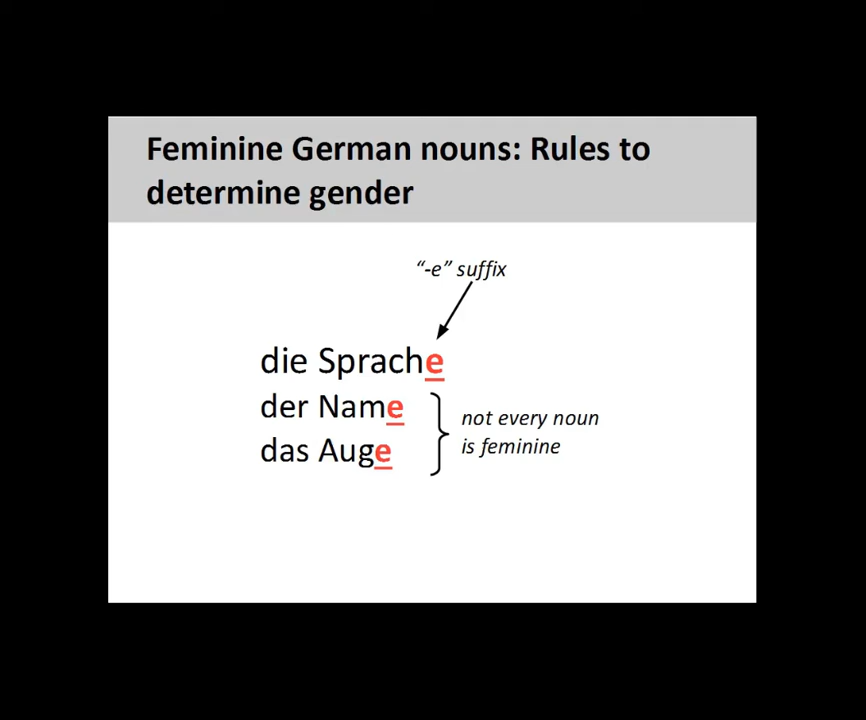 Feminine German nouns: Rules to
determine gender
“-e” suffix
die Sprache
der Name
das Auge
not every noun
is feminine